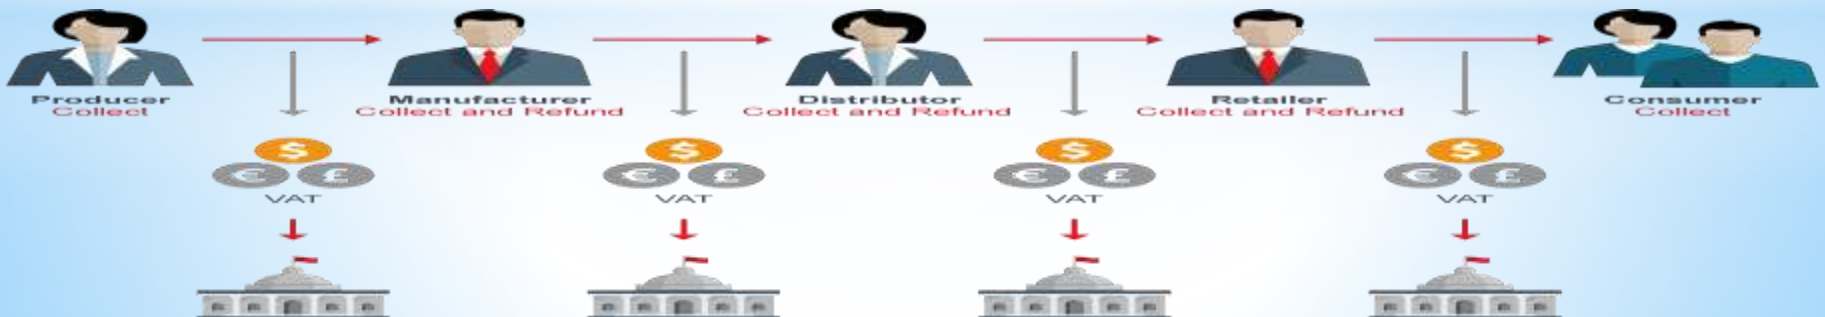 Producer
Collect
Manufacturer
Collect and Refund
Distributor
Collect and Refund
Retailer
Collect and Refund
Consumer
Collect
$
€ £
VAT
$
€ £
VAT
$
€ £
VAT
$
€ £
VAT